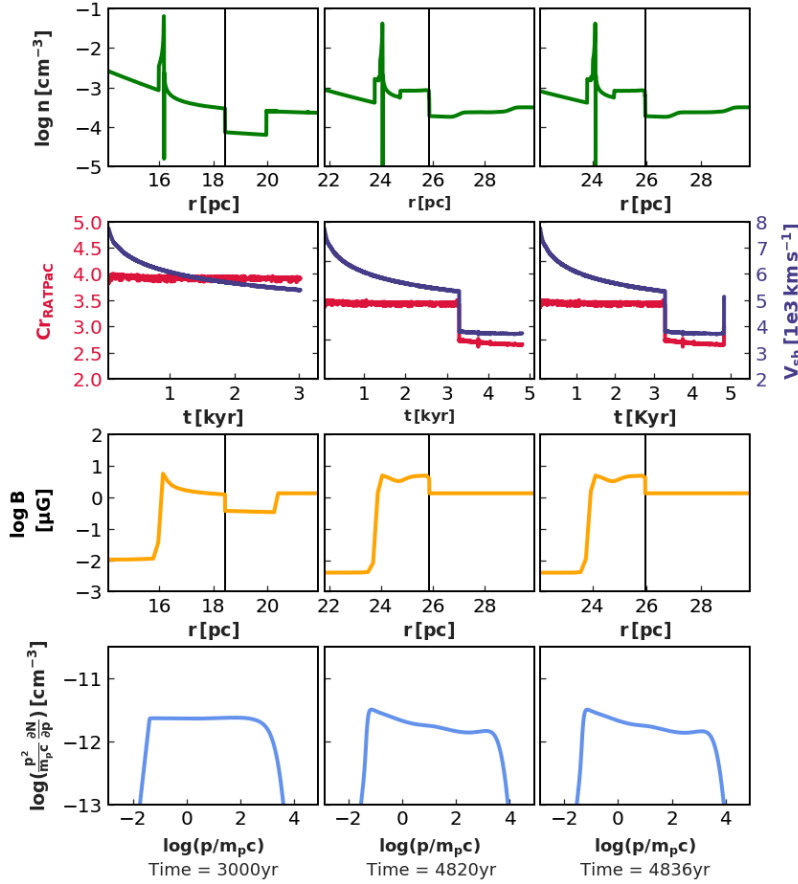 log n [cm⁻³]
−1
−2
−3
−4
−5
16 18 20
22 24 26 28
24 26 28
r [pc] r [pc] r [pc]
Cr_RATPaC
5.0
4.5
4.0
3.5
3.0
2.5
2.0
8
7
6
5
4
3
2
V_sh [1e3 km s⁻¹]
1 2 3
1 2 3 4 5
1 2 3 4 5
t [kyr] t [kyr] t [Kyr]
log B
[μG]
2
1
0
−1
−2
−3
16 18 20
22 24 26 28
24 26 28
r [pc] r [pc] r [pc]
log(p²/m_pc ∂N/∂p) [cm⁻³]
−11
−12
−13
−2 0 2 4
−2 0 2 4
−2 0 2 4
log(p/m_pc) log(p/m_pc) log(p/m_pc)
Time = 3000yr Time = 4820yr Time = 4836yr